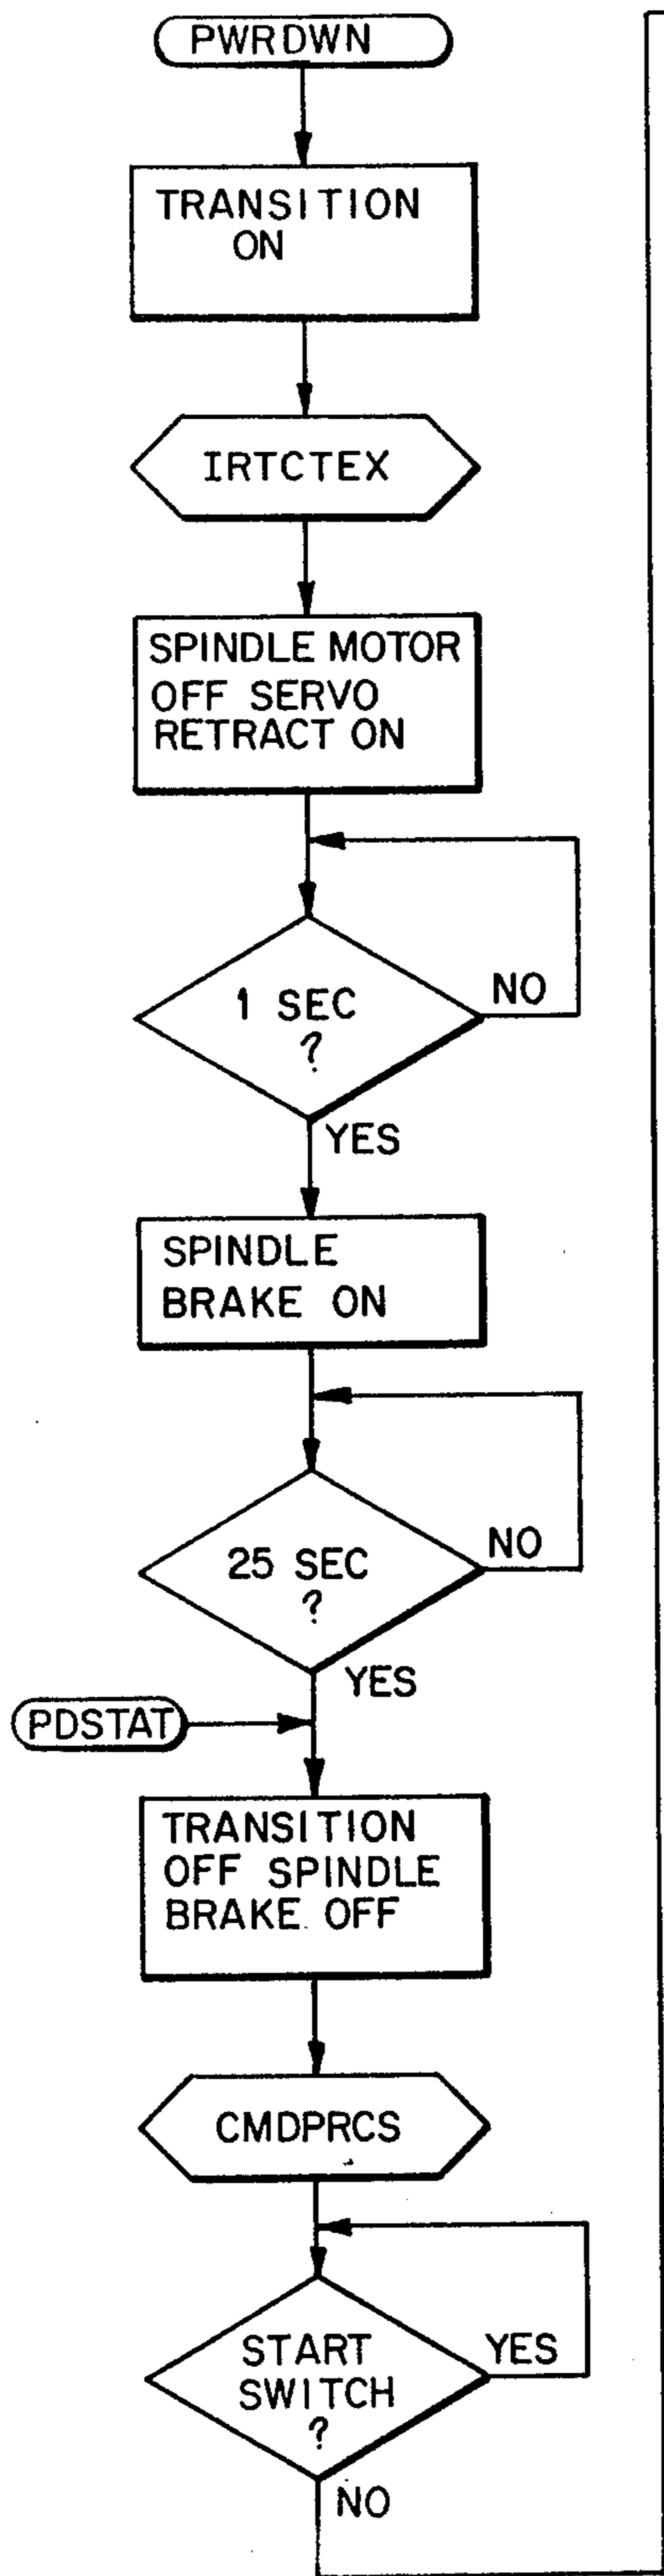 PWRDWN
TRANSITION
ON
IRTCTEX
SPINDLE MOTOR
OFF SERVO
RETRACT ON
1 SEC
?
NO
YES
SPINDLE
BRAKE ON
25 SEC
?
NO
YES
PDSTAT
TRANSITION
OFF SPINDLE
BRAKE OFF
CMDPRCS
START
SWITCH
?
YES
NO